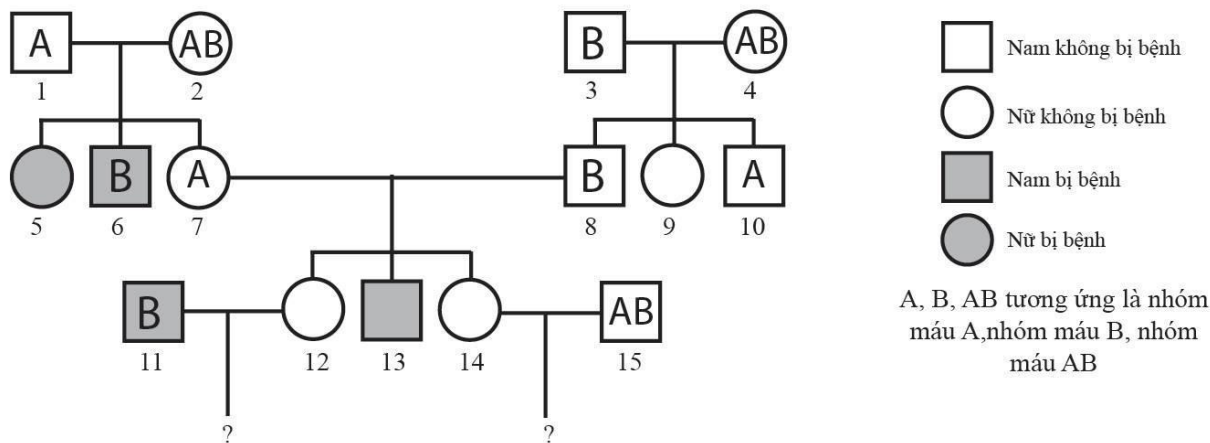 A AB B AB
1 2 3 4
B A B A
5 6 7 8 9 10
B AB
11 12 13 14 15
? ?
Nam không bị bệnh
Nữ không bị bệnh
Nam bị bệnh
Nữ bị bệnh
A, B, AB tương ứng là nhóm
máu A,nhóm máu B, nhóm
máu AB